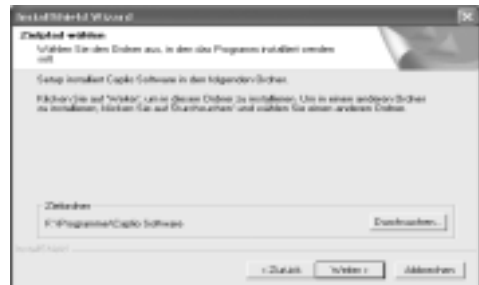 InstallShield Wizard
Zielpfad wählen
Wählen Sie den Ordner aus, in den das Programm installiert werden
soll
Setup installiert Caplio Software in den folgenden Ordner.
Klicken Sie auf 'Weiter', um in diesen Ordner zu installieren. Um in einen anderen Ordner
zu installieren, klicken Sie auf 'Durchsuchen' und wählen Sie einen anderen Ordner.
Zielordner
\Programme\Caplio Software
Durchsuchen...
InstallShield
< Zurück
Weiter >
Abbrechen